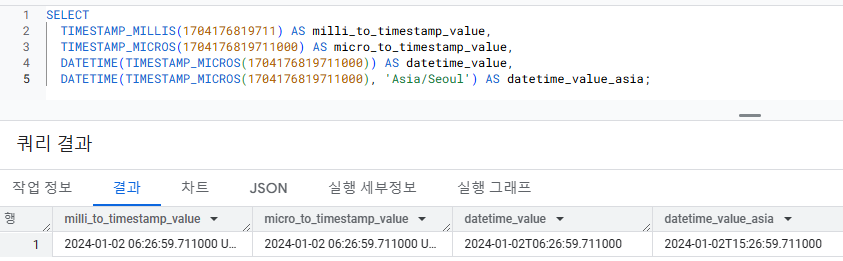 1 SELECT
2 TIMESTAMP_MILLIS(1704176819711) AS milli_to_timestamp_value,
3 TIMESTAMP_MICROS(1704176819711000) AS micro_to_timestamp_value,
4 DATETIME(TIMESTAMP_MICROS(1704176819711000)) AS datetime_value,
5 DATETIME(TIMESTAMP_MICROS(1704176819711000), 'Asia/Seoul') AS datetime_value_asia;
쿼리 결과
작업 정보 결과 차트 JSON 실행 세부정보 실행 그래프
행 milli_to_timestamp_value micro_to_timestamp_value datetime_value datetime_value_asia
1 2024-01-02 06:26:59.711000 U... 2024-01-02 06:26:59.711000 U... 2024-01-02T06:26:59.711000 2024-01-02T15:26:59.711000